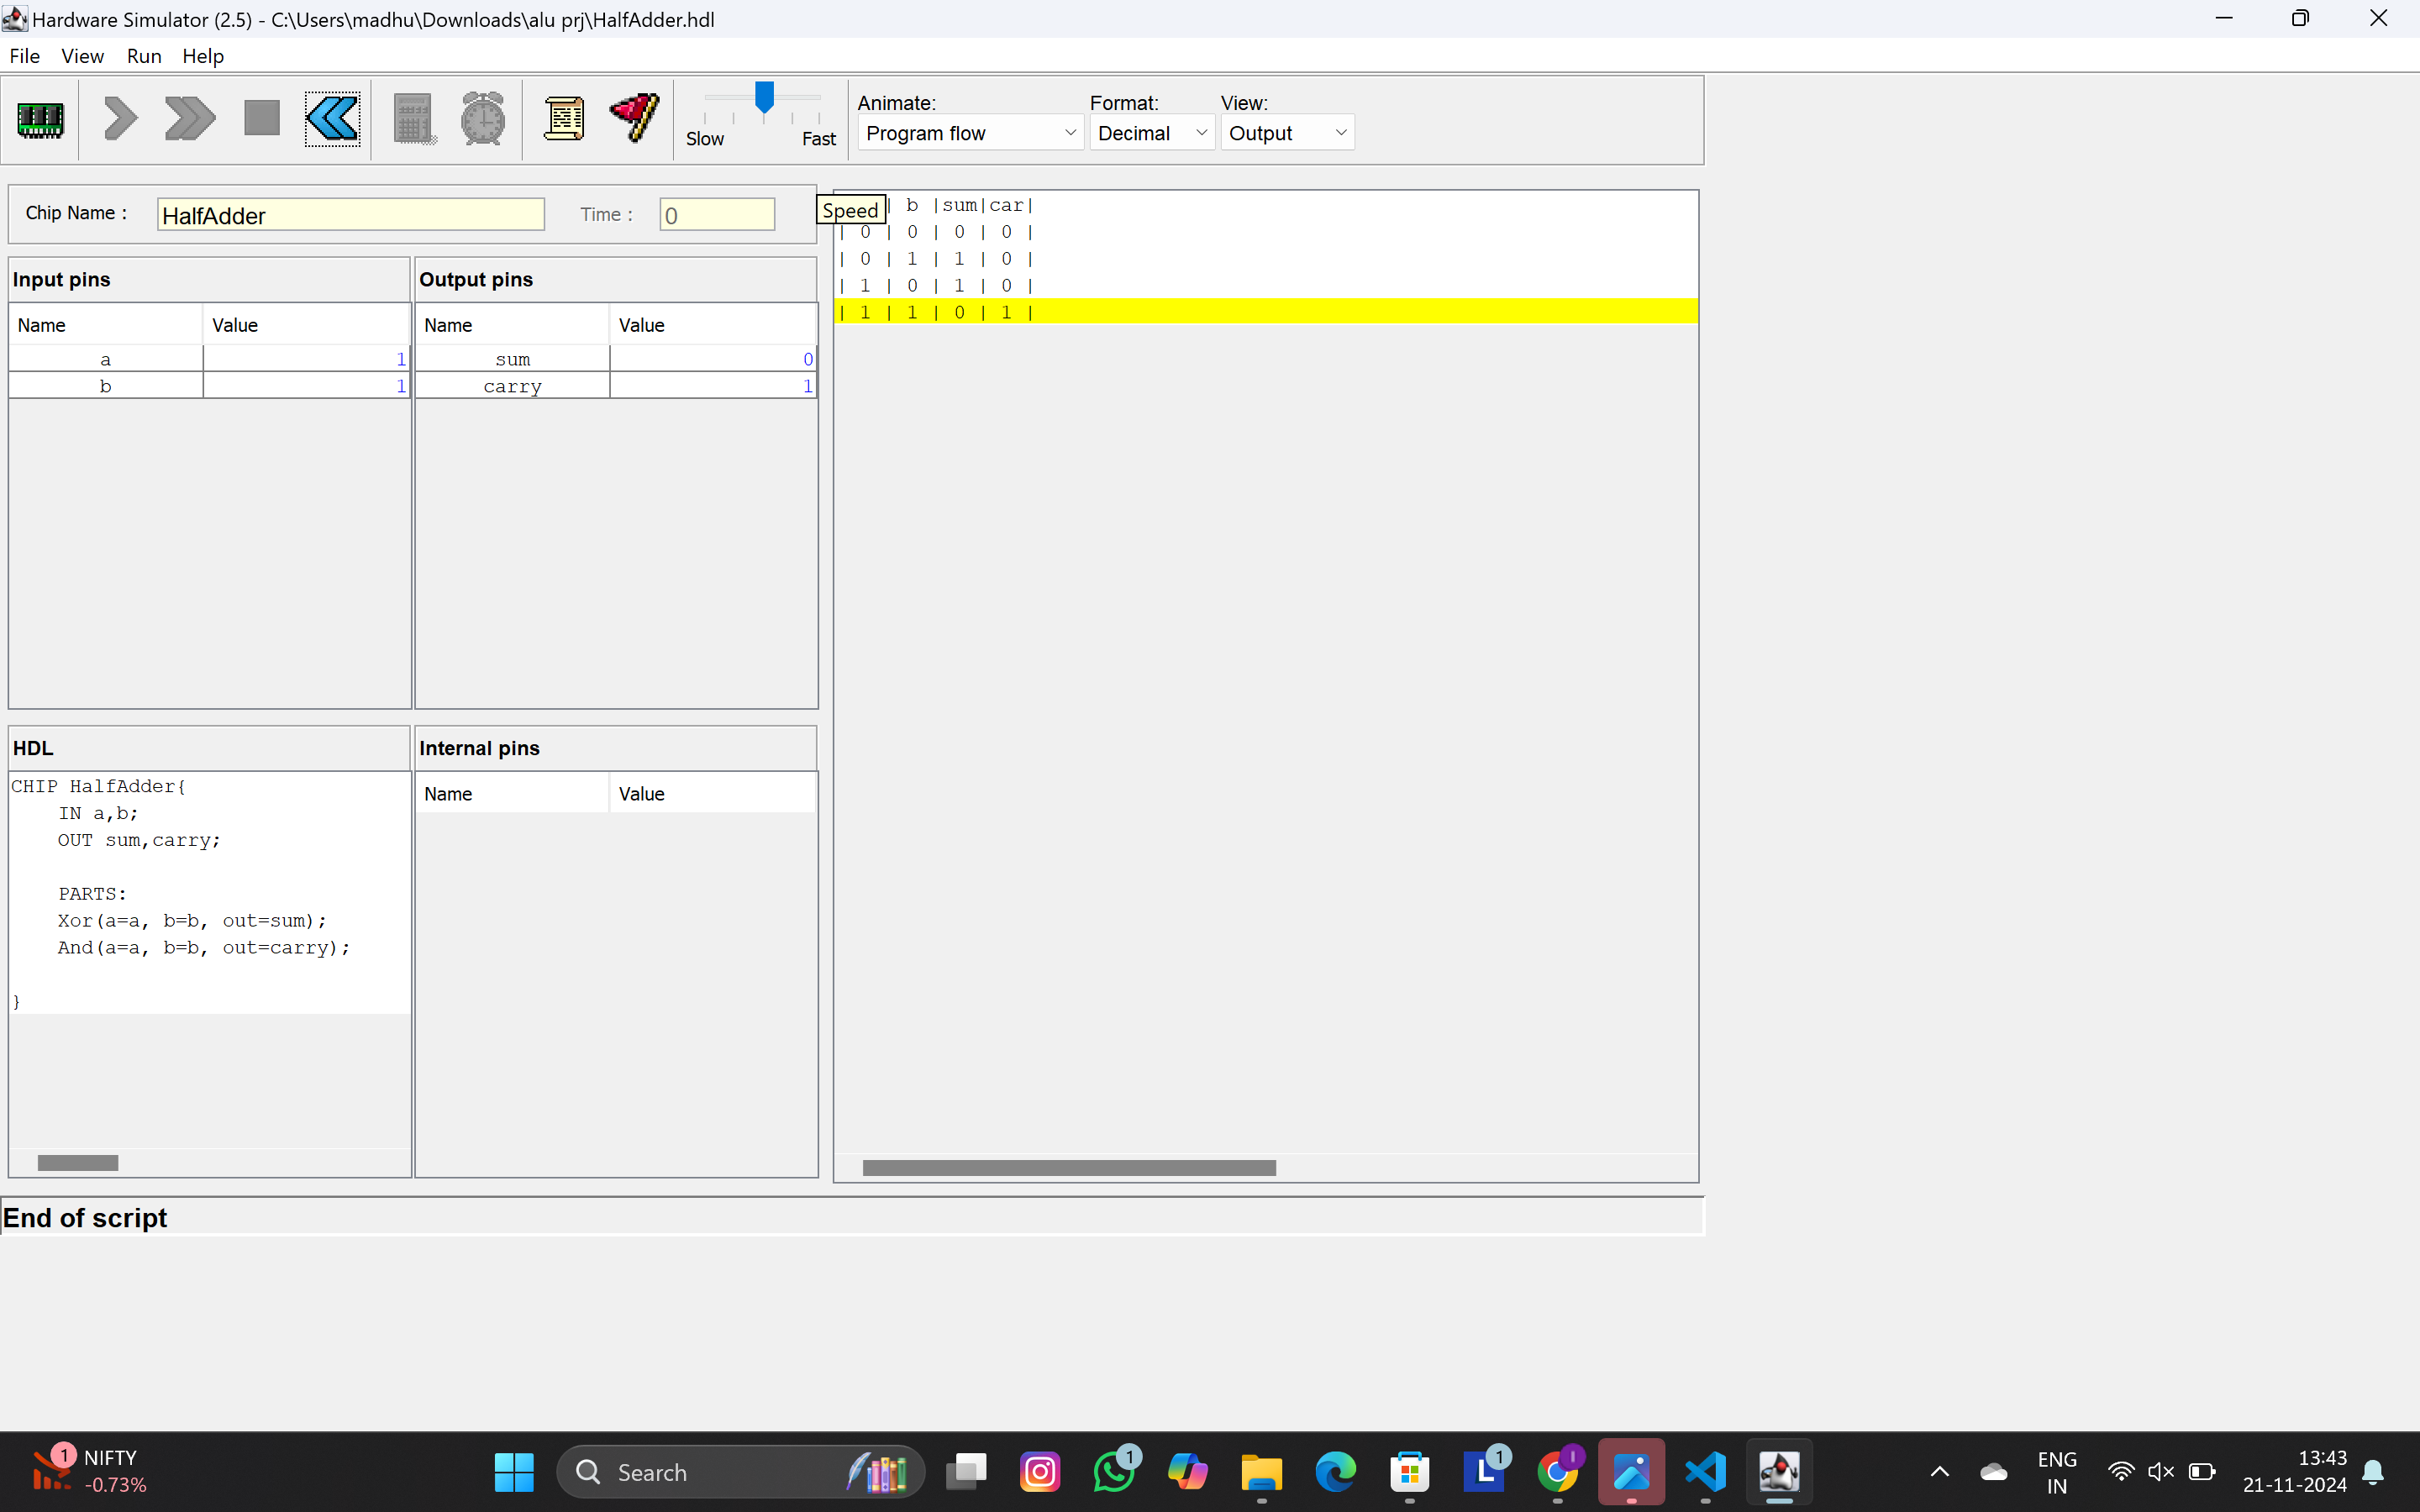 Hardware Simulator (2.5) - C:\Users\madhu\Downloads\alu prj\HalfAdder.hdl
File View Run Help
Slow Fast
Animate: Format: View:
Program flow Decimal Output
Chip Name : HalfAdder Time : 0
Speed
| b |sum|car|
| 0 | 0 | 0 | 0 |
| 0 | 1 | 1 | 0 |
| 1 | 0 | 1 | 0 |
| 1 | 1 | 0 | 1 |
Input pins
Name Value
a 1
b 1
Output pins
Name Value
sum 0
carry 1
HDL
CHIP HalfAdder{
IN a,b;
OUT sum,carry;
PARTS:
Xor(a=a, b=b, out=sum);
And(a=a, b=b, out=carry);
}
Internal pins
Name Value
End of script
1
NIFTY
-0.73%
Search
1
L 1
I
ENG
IN
13:43
21-11-2024